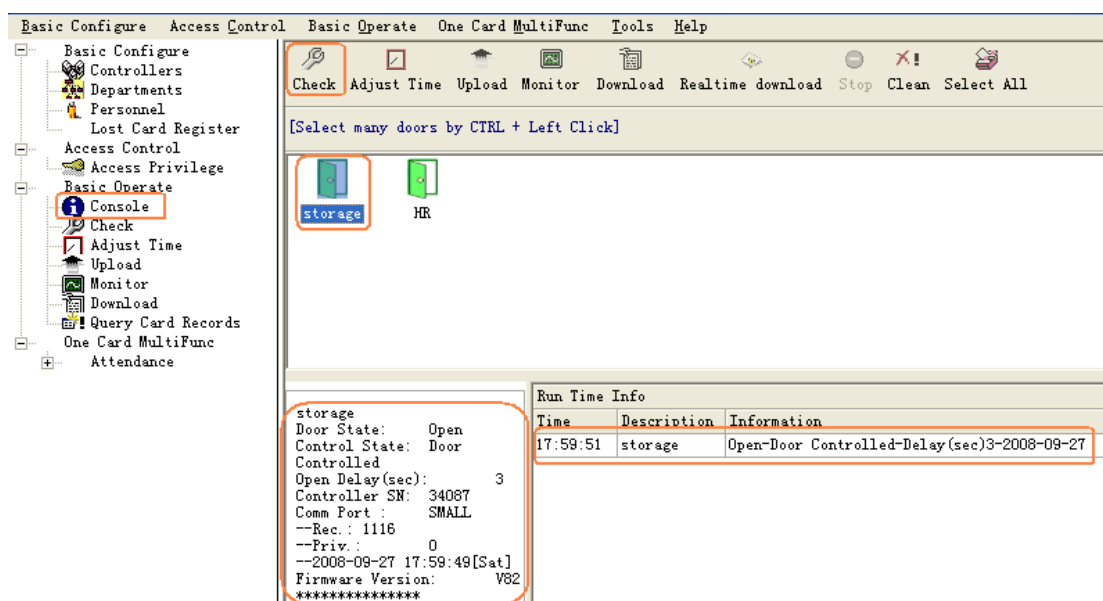 Basic Configure Access Control Basic Operate One Card MultiFunc Tools Help
Basic Configure
Controllers
Departments
Personnel
Lost Card Register
Access Control
Access Privilege
Basic Operate
Console
Check
Adjust Time
Upload
Monitor
Download
Query Card Records
One Card MultiFunc
Attendance
Check Adjust Time Upload Monitor Download Realtime download Stop Clean Select All
[Select many doors by CTRL + Left Click]
storage HR
storage
Door State: Open
Control State: Door
Controlled
Open Delay(sec): 3
Controller SN: 34087
Comm Port : SMALL
--Rec.: 1116
--Priv.: 0
--2008-09-27 17:59:49[Sat]
Firmware Version: V82
***************
Run Time Info
Time Description Information
17:59:51 storage Open-Door Controlled-Delay(sec)3-2008-09-27